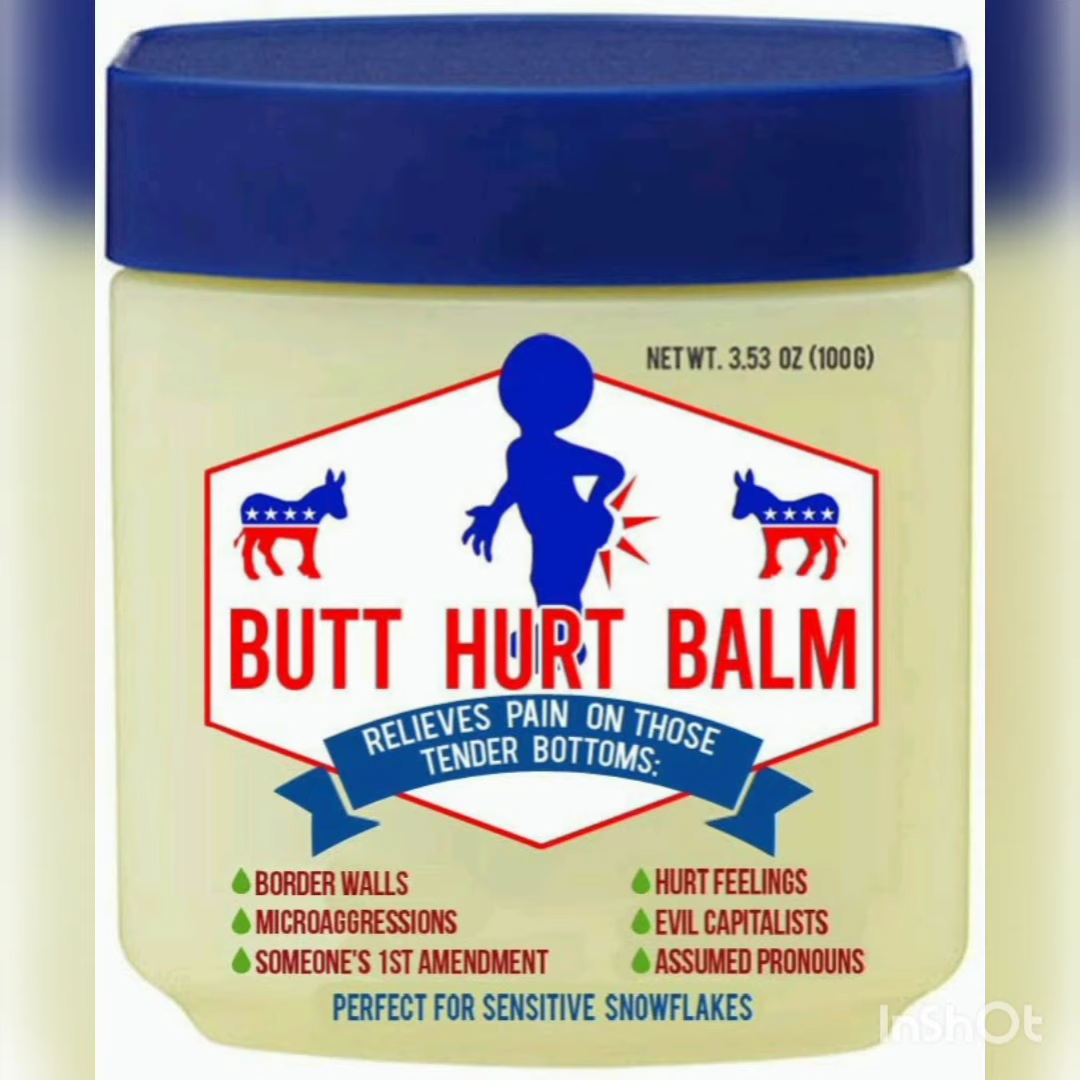 NET WT. 3.53 OZ (100G)
BUTT HURT BALM
RELIEVES PAIN ON THOSE
TENDER BOTTOMS:
BORDER WALLS
MICROAGGRESSIONS
SOMEONE'S 1ST AMENDMENT
HURT FEELINGS
EVIL CAPITALISTS
ASSUMED PRONOUNS
PERFECT FOR SENSITIVE SNOWFLAKES
InShOt